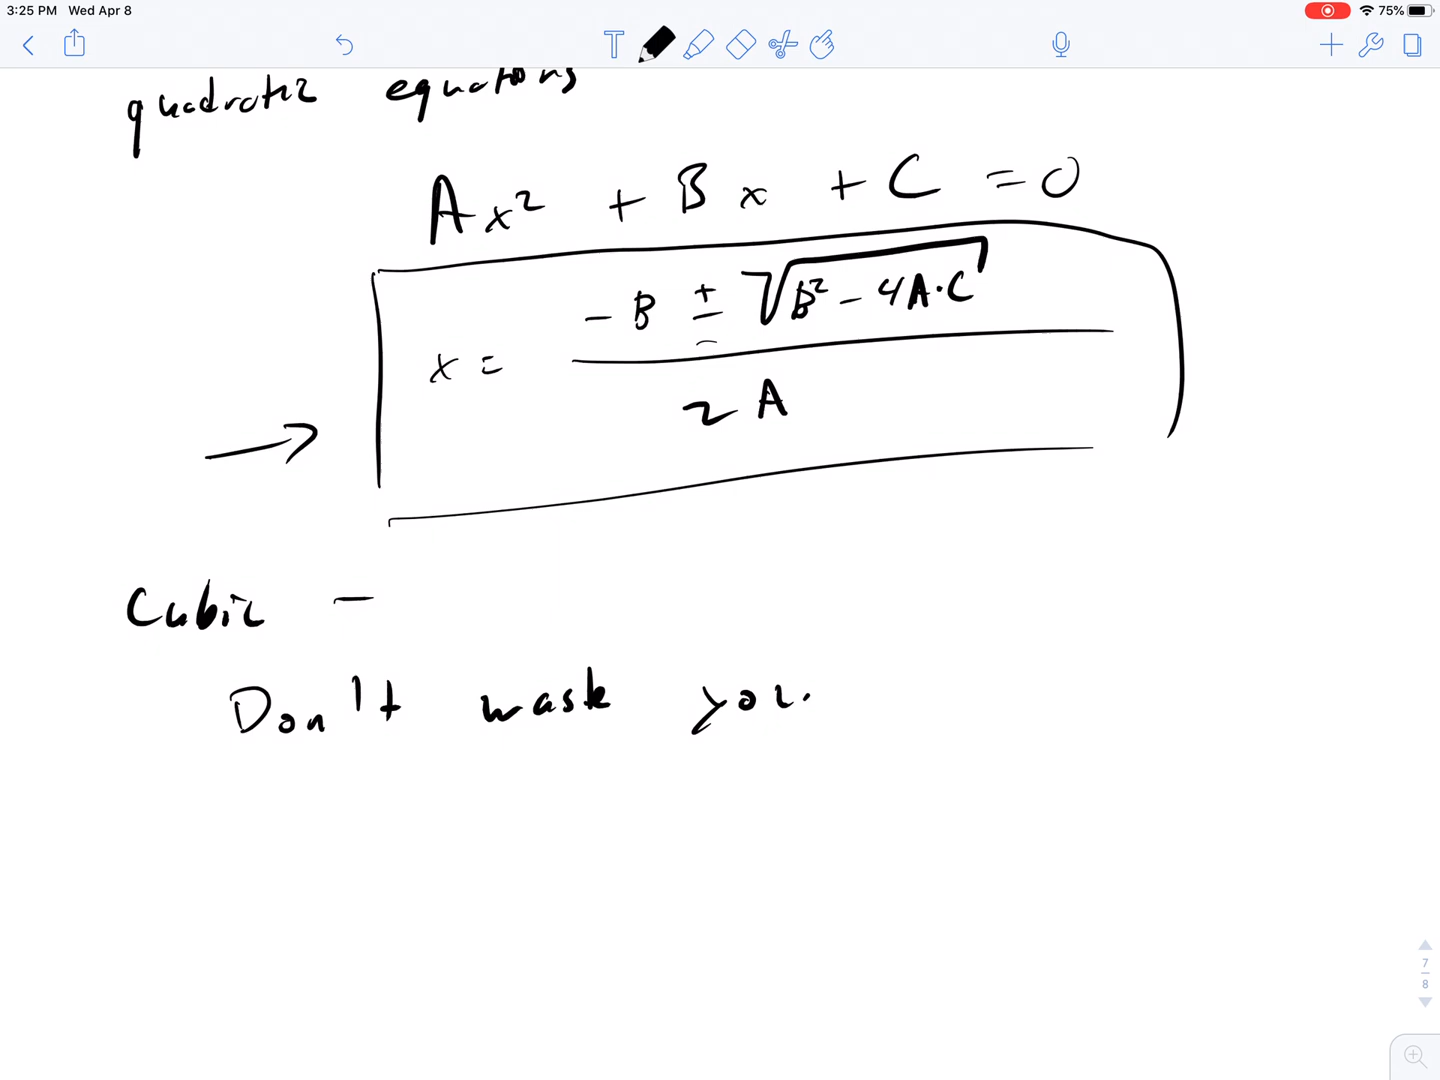 3:25 PM Wed Apr 8
75%
T
quadratic equations
Ax² + Bx + C = 0
x = (-B ± √(B² - 4A·C)) / 2A
Cubic -
Don't waste you.
7
8